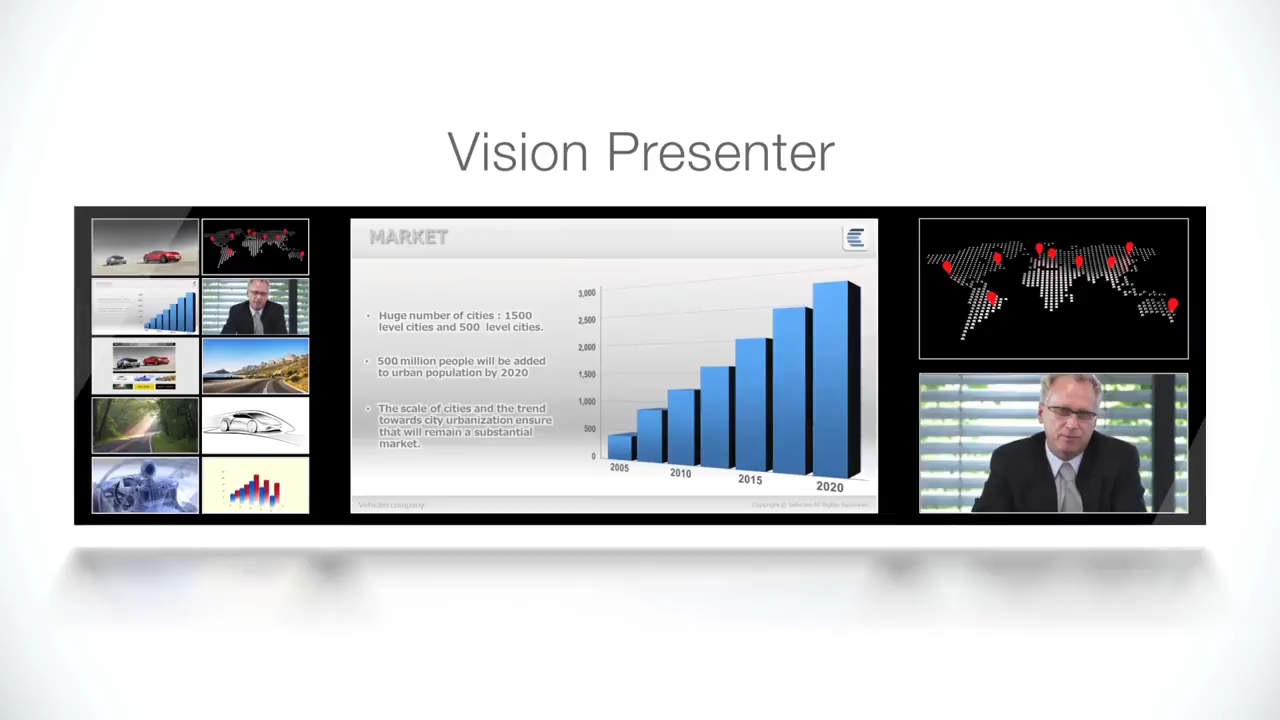 Vision Presenter
MARKET
• Huge number of cities : 1500
level cities and 500 level cities.
• 500 million people will be added
to urban population by 2020
• The scale of cities and the trend
towards city urbanization ensure
that will remain a substantial
market.
3,000
2,500
2,000
1,500
1,000
500
0
2005
2010
2015
2020
Vehicles company